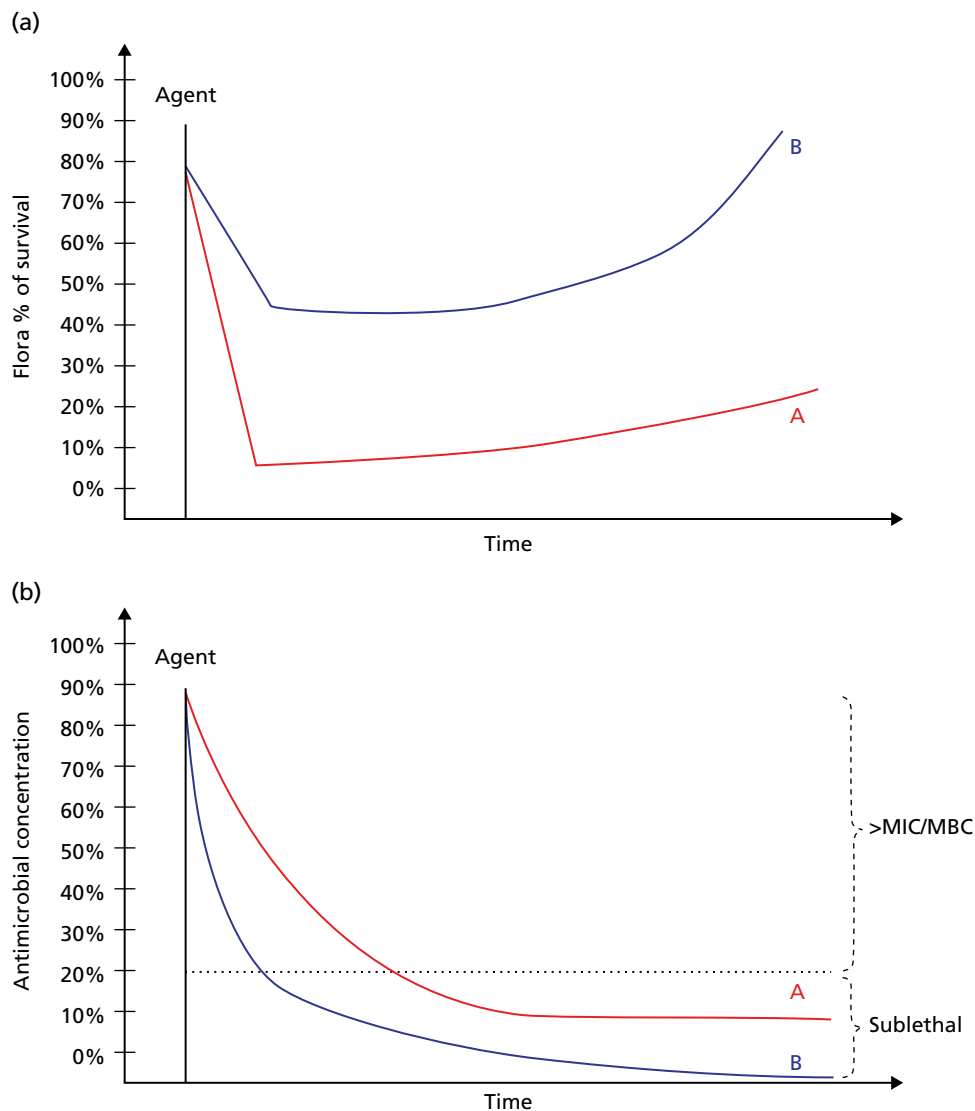 (a)
100%
Agent
90%
80%
70%
60%
50%
40%
30%
20%
10%
0%
Flora % of survival
B
A
Time
(b)
100%
Agent
90%
80%
70%
60%
50%
40%
30%
20%
10%
0%
Antimicrobial concentration
>MIC/MBC
A
Sublethal
B
Time